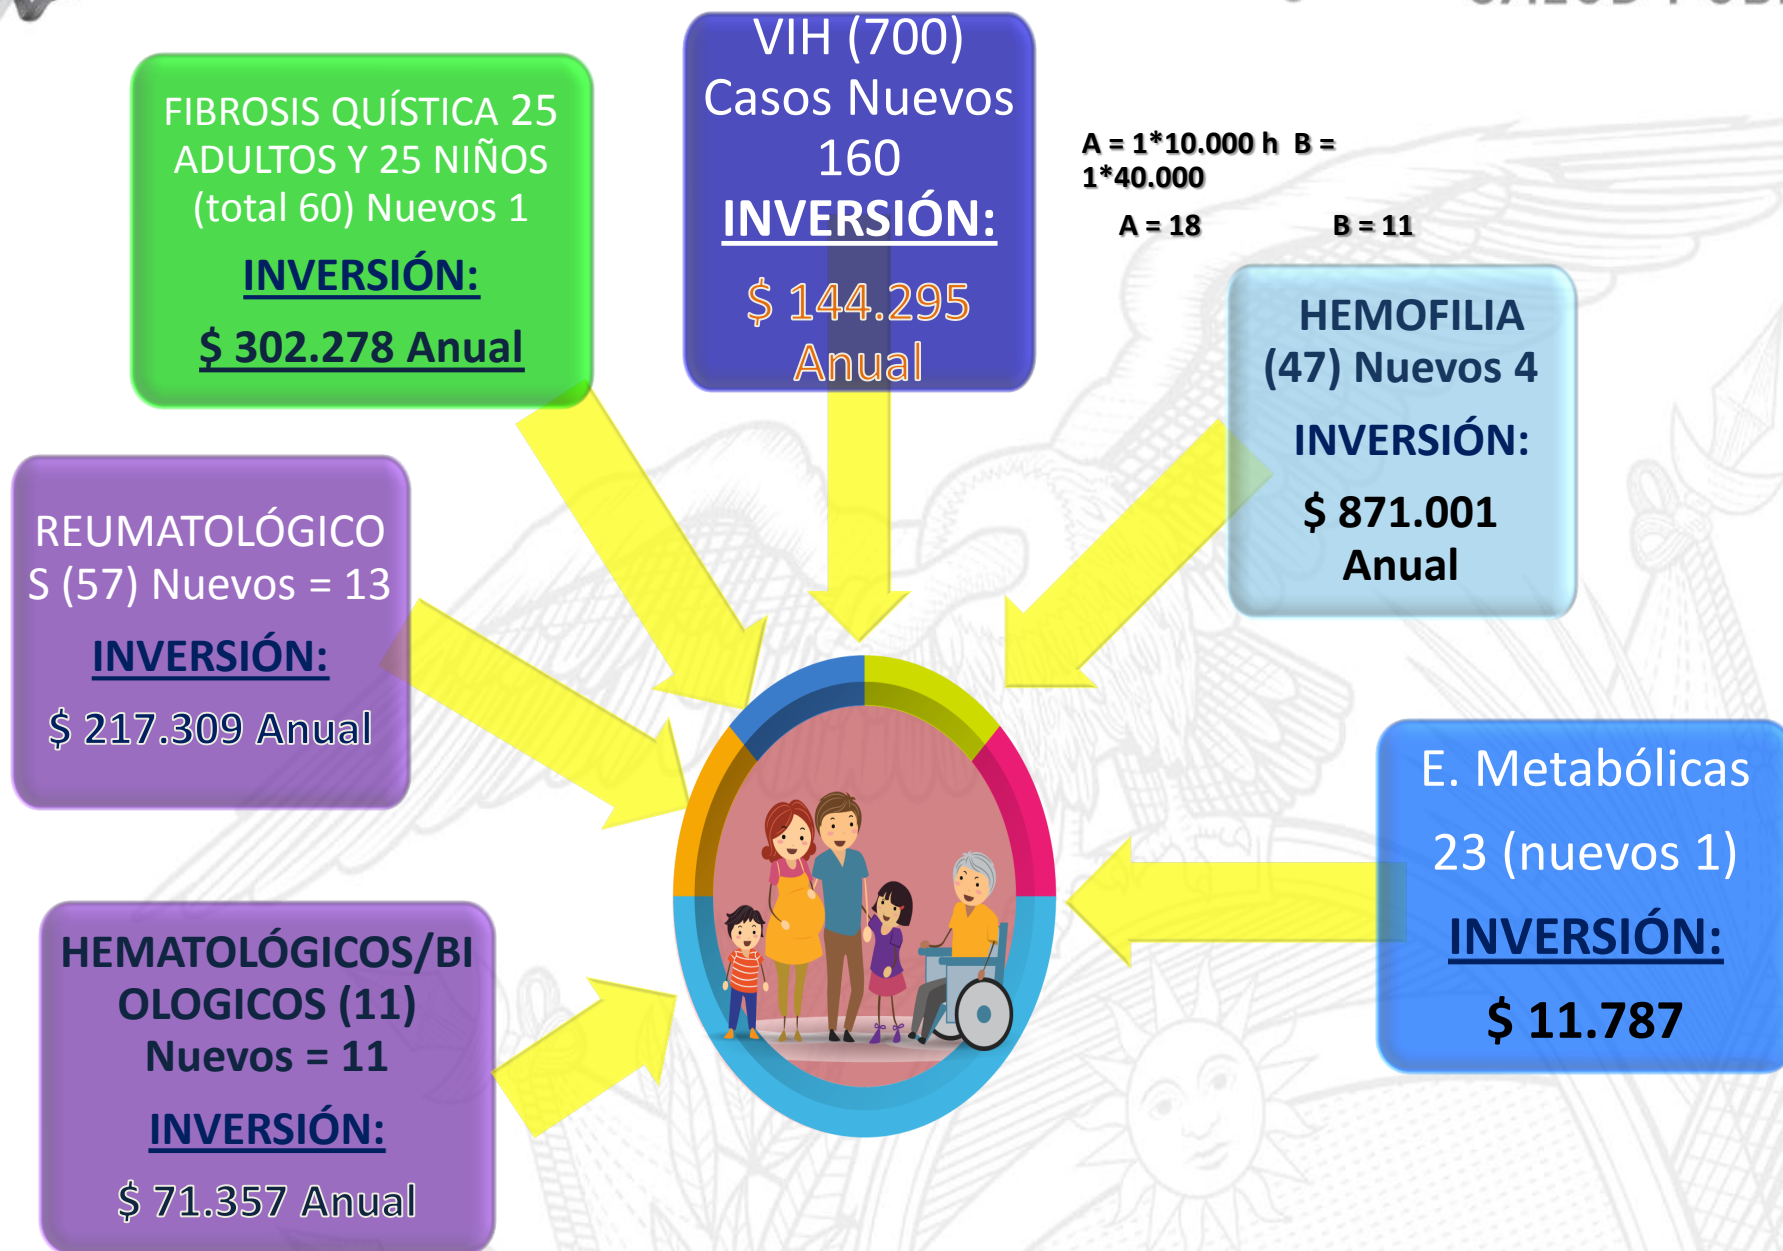 FIBROSIS QUÍSTICA 25
ADULTOS Y 25 NIÑOS
(total 60) Nuevos 1
INVERSIÓN:
$ 302.278 Anual
VIH (700)
Casos Nuevos
160
INVERSIÓN:
$ 144.295
Anual
A = 1*10.000 h  B =
1*40.000
A = 18 B = 11
HEMOFILIA
(47) Nuevos 4
INVERSIÓN:
$ 871.001
Anual
REUMATOLÓGICO
S (57) Nuevos = 13
INVERSIÓN:
$ 217.309 Anual
E. Metabólicas
23 (nuevos 1)
INVERSIÓN:
$ 11.787
HEMATOLÓGICOS/BI
OLOGICOS (11)
Nuevos = 11
INVERSIÓN:
$ 71.357 Anual